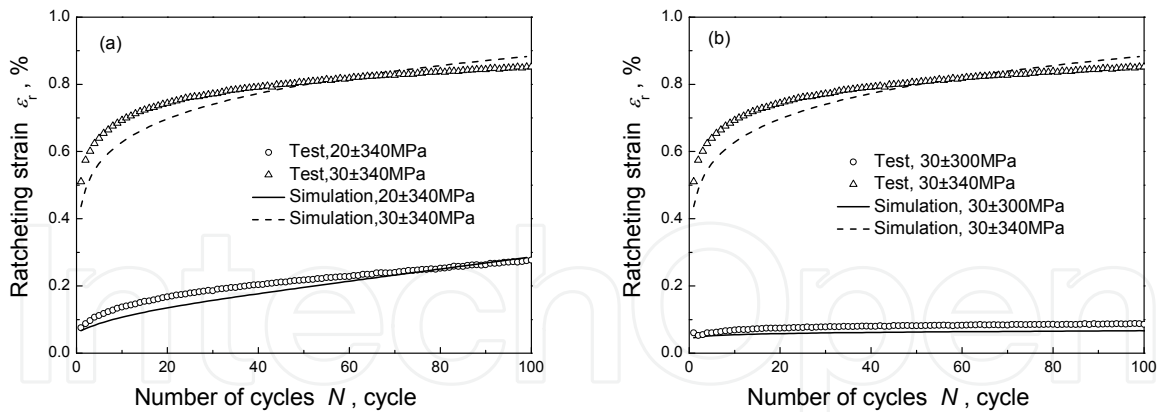 (a)
1.0
0.8
0.6
0.4
0.2
0.0
Ratcheting strain εr , %
Test,20±340MPa
Test,30±340MPa
Simulation,20±340MPa
Simulation,30±340MPa
0 20 40 60 80 100
Number of cycles N , cycle
(b)
1.0
0.8
0.6
0.4
0.2
0.0
Ratcheting strain εr , %
Test, 30±300MPa
Test, 30±340MPa
Simulation, 30±300MPa
Simulation, 30±340MPa
0 20 40 60 80 100
Number of cycles N , cycle
IntechOpen